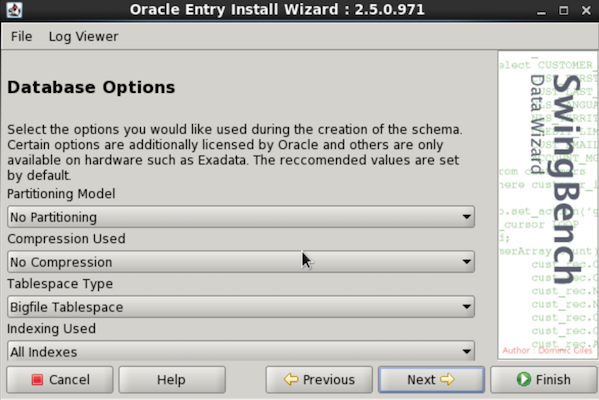 Oracle Entry Install Wizard : 2.5.0.971
File Log Viewer
Database Options
Select the options you would like used during the creation of the schema.
Certain options are additionally licensed by Oracle and others are only
available on hardware such as Exadata. The reccomended values are set
by default.
Partitioning Model
No Partitioning
Compression Used
No Compression
Tablespace Type
Bigfile Tablespace
Indexing Used
All Indexes
SwingBench
Data Wizard
Author : Dominic Giles
Cancel Help Previous Next Finish